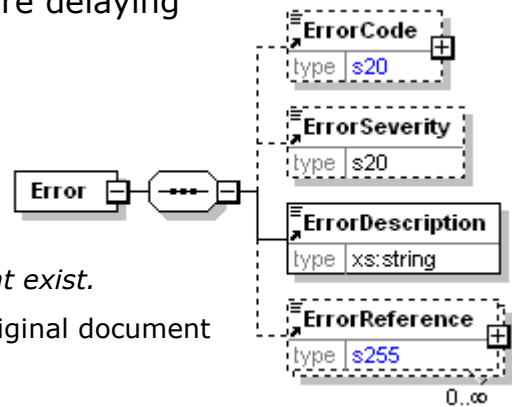 re delaying
ErrorCode
type s20
ErrorSeverity
type s20
Error
ErrorDescription
type xs:string
t exist.
ErrorReference
iginal document
type s255
0..∞